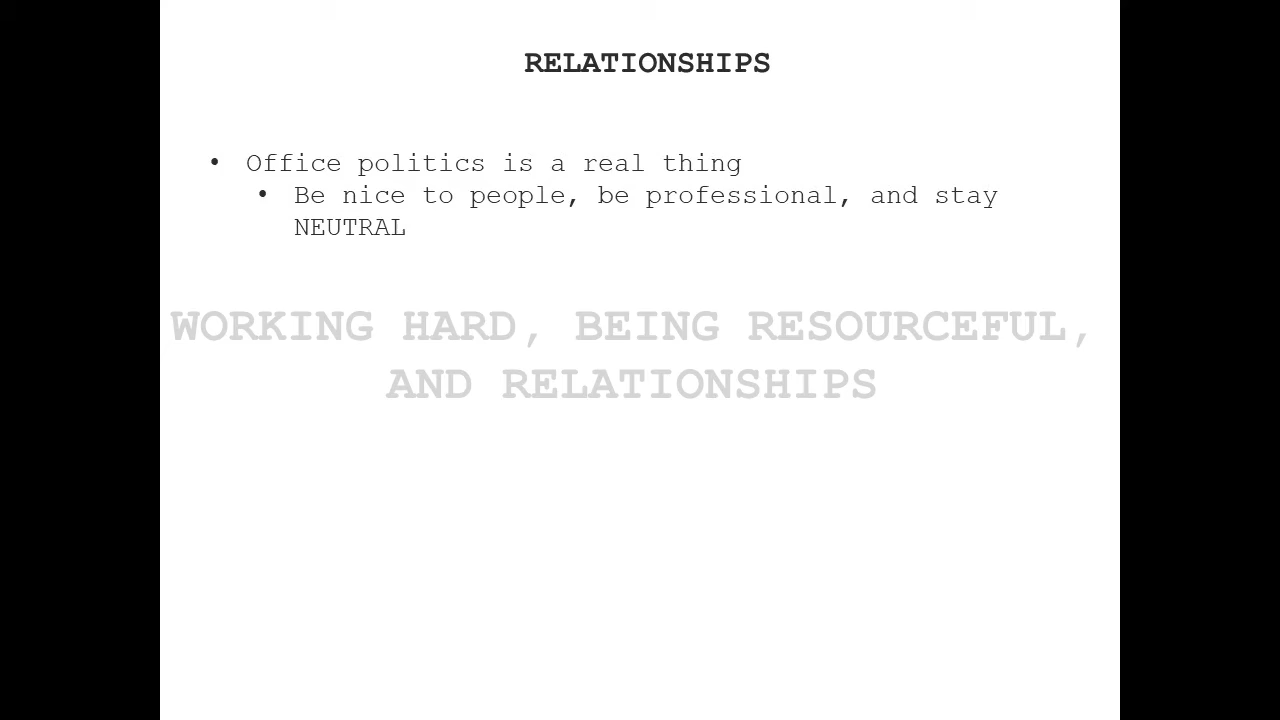 RELATIONSHIPS
• Office politics is a real thing
• Be nice to people, be professional, and stay
NEUTRAL
WORKING HARD, BEING RESOURCEFUL,
AND RELATIONSHIPS